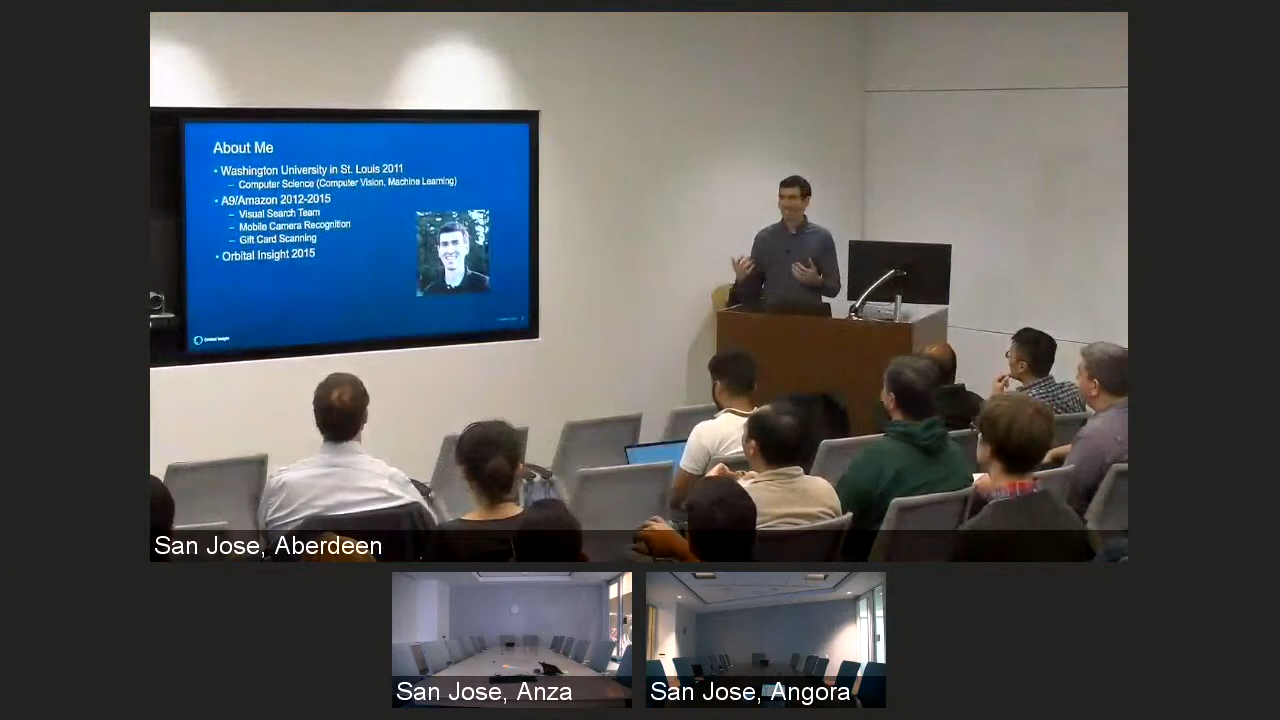 About Me
• Washington University in St. Louis 2011
– Computer Science (Computer Vision, Machine Learning)
• A9/Amazon 2012-2015
– Visual Search Team
– Mobile Camera Recognition
– Gift Card Scanning
• Orbital Insight 2015
Orbital Insight
San Jose, Aberdeen
San Jose, Anza
San Jose, Angora